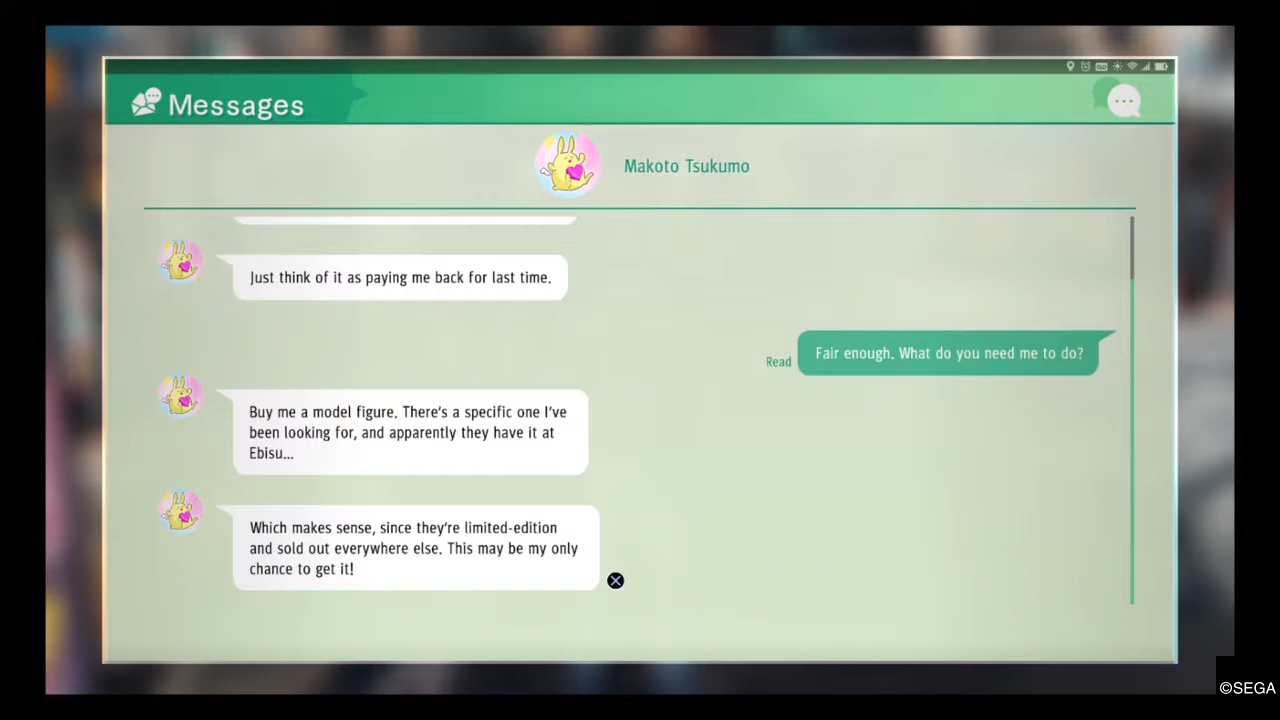 Messages
Makoto Tsukumo
Just think of it as paying me back for last time.
Read
Fair enough. What do you need me to do?
Buy me a model figure. There's a specific one I've
been looking for, and apparently they have it at
Ebisu...
Which makes sense, since they're limited-edition
and sold out everywhere else. This may be my only
chance to get it!
©SEGA